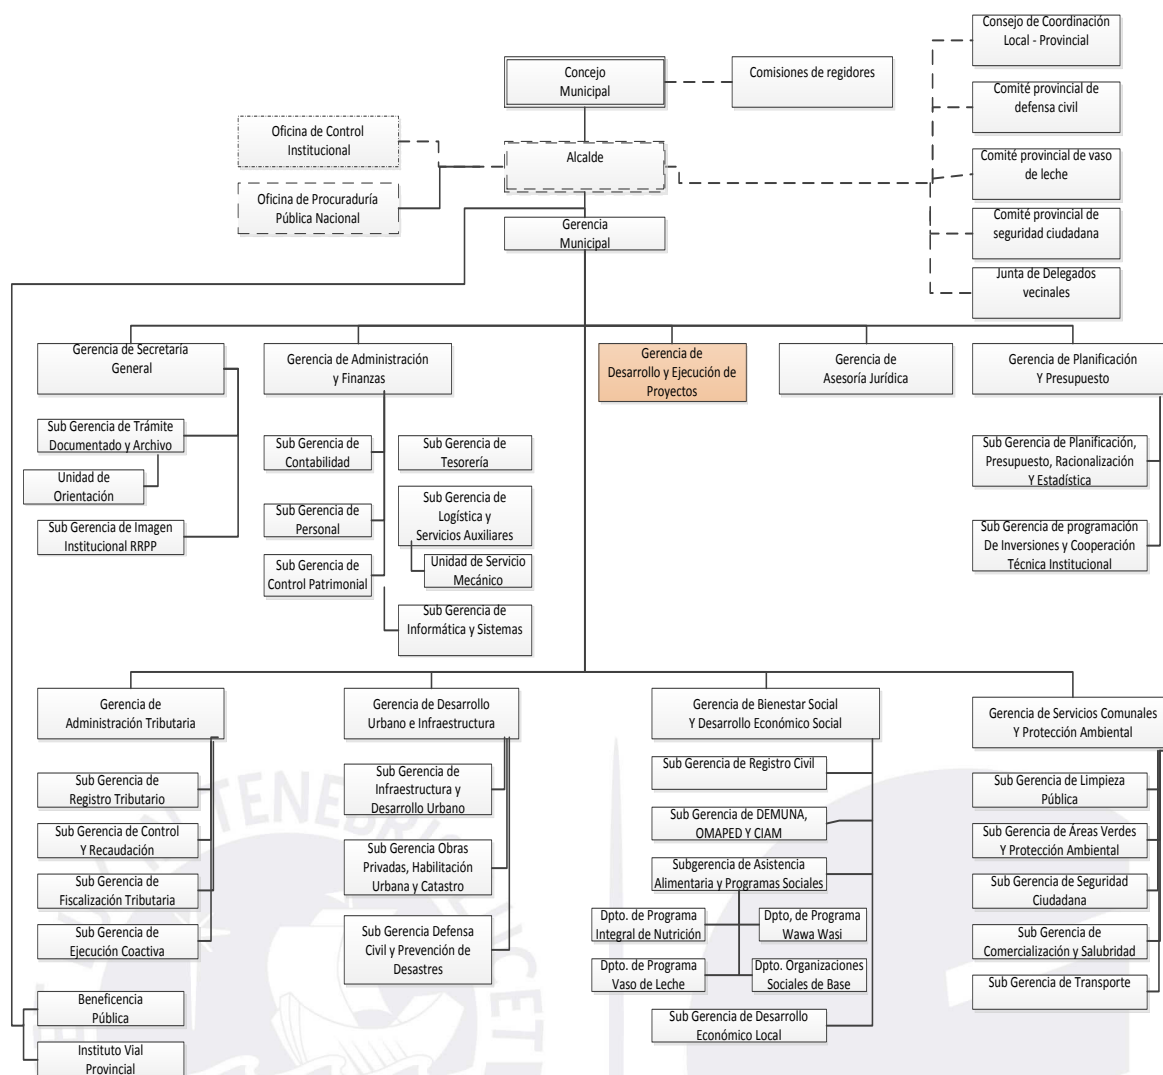 Consejo de Coordinación
Local - Provincial
Concejo
Municipal
Comisiones de regidores
Comité provincial de
defensa civil
Oficina de Control
Institucional
Alcalde
Comité provincial de vaso
de leche
Oficina de Procuraduría
Pública Nacional
Gerencia
Municipal
Comité provincial de
seguridad ciudadana
Junta de Delegados
vecinales
Gerencia de Secretaría
General
Gerencia de Administración
y Finanzas
Gerencia de
Desarrollo y Ejecución de
Proyectos
Gerencia de
Asesoría Jurídica
Gerencia de Planificación
Y Presupuesto
Sub Gerencia de Trámite
Documentado y Archivo
Unidad de
Orientación
Sub Gerencia de Imagen
Institucional RRPP
Sub Gerencia de
Contabilidad
Sub Gerencia de
Tesorería
Sub Gerencia de
Personal
Sub Gerencia de
Logística y
Servicios Auxiliares
Sub Gerencia de
Control Patrimonial
Unidad de Servicio
Mecánico
Sub Gerencia de
Informática y Sistemas
Sub Gerencia de Planificación,
Presupuesto, Racionalización
Y Estadística
Sub Gerencia de programación
De Inversiones y Cooperación
Técnica Institucional
Gerencia de
Administración Tributaria
Gerencia de Desarrollo
Urbano e Infraestructura
Gerencia de Bienestar Social
Y Desarrollo Económico Social
Gerencia de Servicios Comunales
Y Protección Ambiental
Sub Gerencia de
Registro Tributario
Sub Gerencia de Control
Y Recaudación
Sub Gerencia de
Fiscalización Tributaria
Sub Gerencia de
Ejecución Coactiva
Beneficencia
Pública
Instituto Vial
Provincial
Sub Gerencia de
Infraestructura y
Desarrollo Urbano
Sub Gerencia Obras
Privadas, Habilitación
Urbana y Catastro
Sub Gerencia Defensa
Civil y Prevención de
Desastres
Sub Gerencia de Registro Civil
Sub Gerencia de DEMUNA,
OMAPED Y CIAM
Subgerencia de Asistencia
Alimentaria y Programas Sociales
Dpto. de Programa
Integral de Nutrición
Dpto, de Programa
Wawa Wasi
Dpto. de Programa
Vaso de Leche
Dpto. Organizaciones
Sociales de Base
Sub Gerencia de Desarrollo
Económico Local
Sub Gerencia de Limpieza
Pública
Sub Gerencia de Áreas Verdes
Y Protección Ambiental
Sub Gerencia de Seguridad
Ciudadana
Sub Gerencia de
Comercialización y Salubridad
Sub Gerencia de Transporte